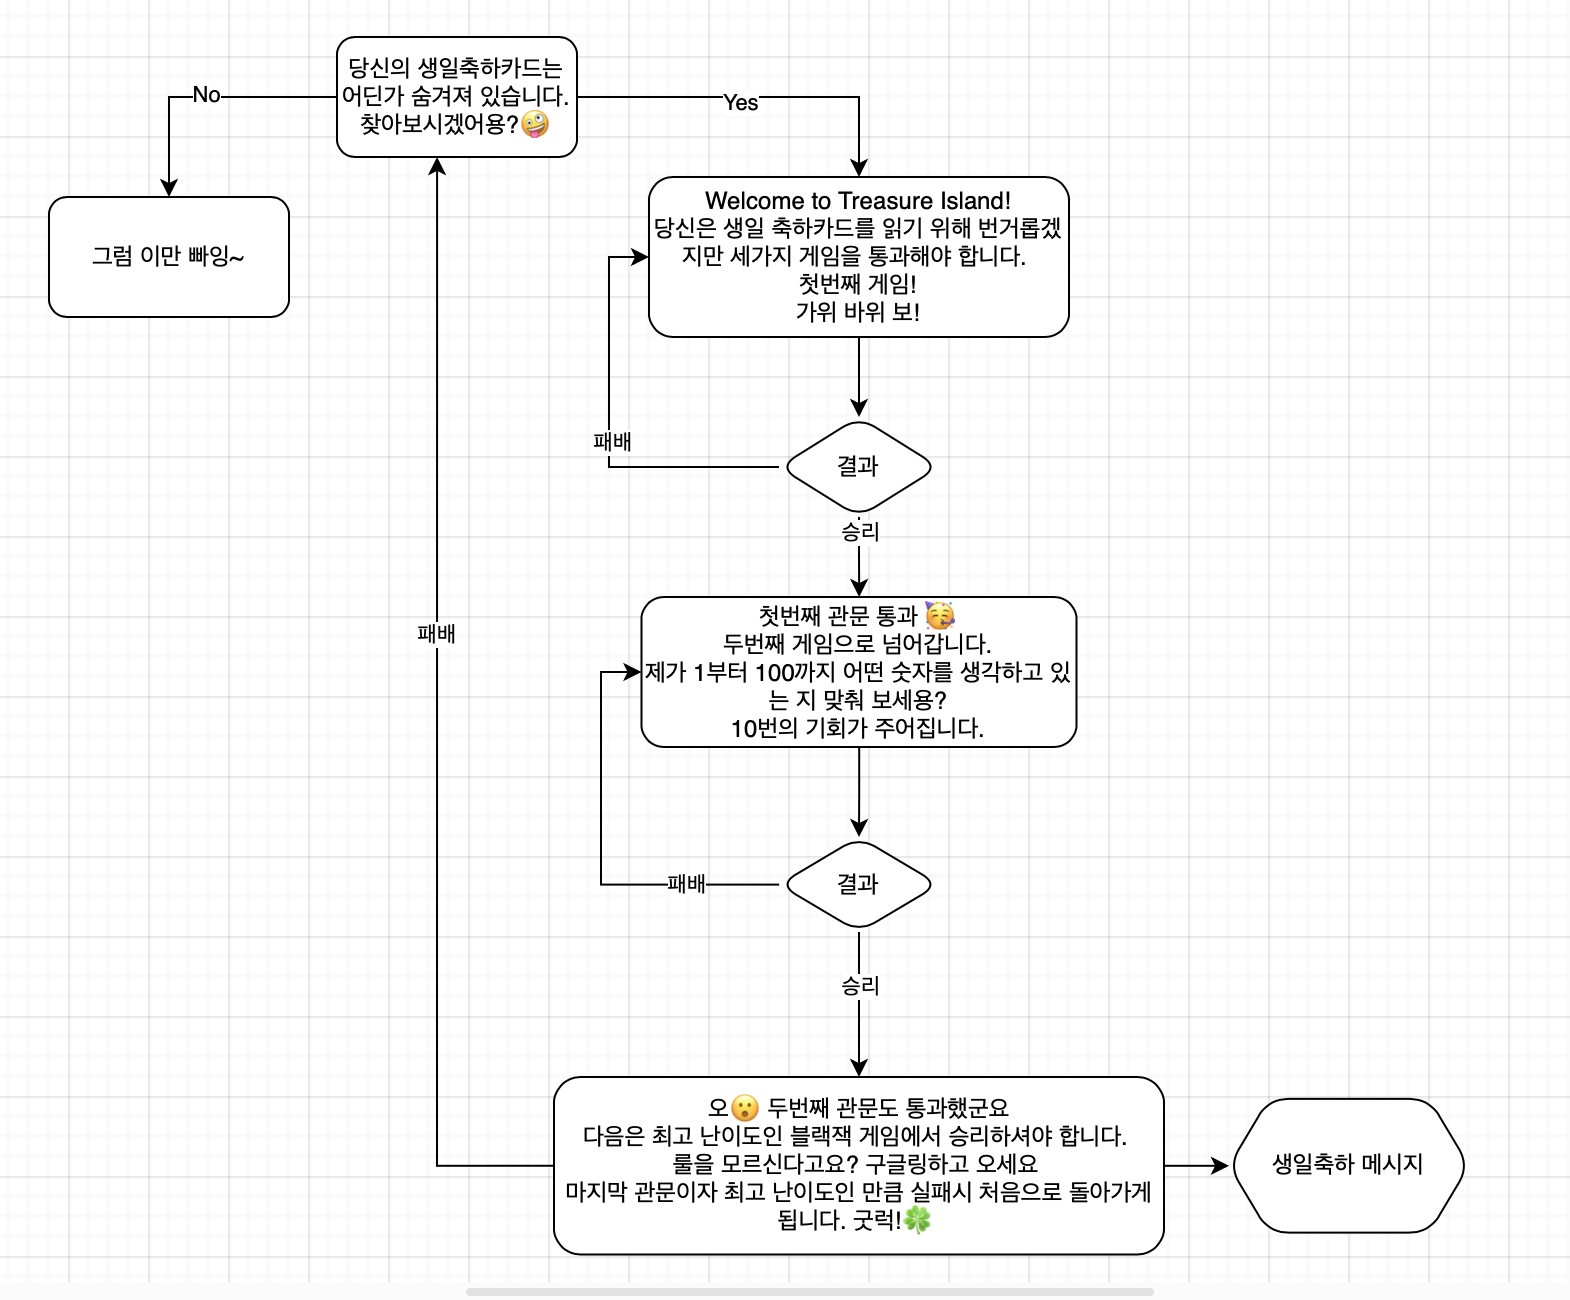 당신의 생일축하카드는
어딘가 숨겨져 있습니다.
찾아보시겠어용?🤪
No
Yes
그럼 이만 빠잉~
Welcome to Treasure Island!
당신은 생일 축하카드를 읽기 위해 번거롭겠
지만 세가지 게임을 통과해야 합니다.
첫번째 게임!
가위 바위 보!
패배
결과
승리
첫번째 관문 통과 🥳
두번째 게임으로 넘어갑니다.
제가 1부터 100까지 어떤 숫자를 생각하고 있
는 지 맞춰 보세용?
10번의 기회가 주어집니다.
패배
패배
결과
승리
오😮 두번째 관문도 통과했군요
다음은 최고 난이도인 블랙잭 게임에서 승리하셔야 합니다.
룰을 모르신다고요? 구글링하고 오세요
마지막 관문이자 최고 난이도인 만큼 실패시 처음으로 돌아가게
됩니다. 굿럭!🍀
생일축하 메시지